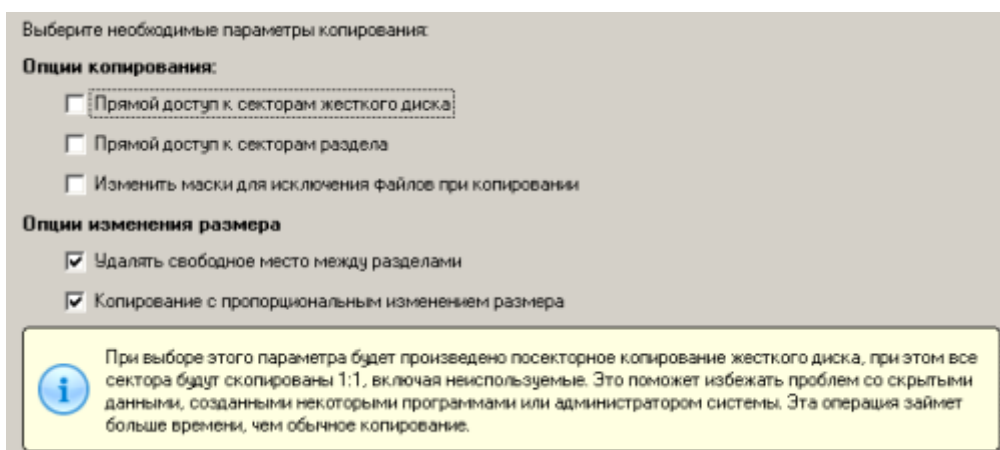 Выберите необходимые параметры копирования:
Опции копирования:
Прямой доступ к секторам жесткого диска
Прямой доступ к секторам раздела
Изменить маски для исключения файлов при копировании
Опции изменения размера
Удалять свободное место между разделами
Копирование с пропорциональным изменением размера
При выборе этого параметра будет произведено посекторное копирование жесткого диска, при этом все
сектора будут скопированы 1:1, включая неиспользуемые. Это поможет избежать проблем со скрытыми
данными, созданными некоторыми программами или администратором системы. Эта операция займет
больше времени, чем обычное копирование.